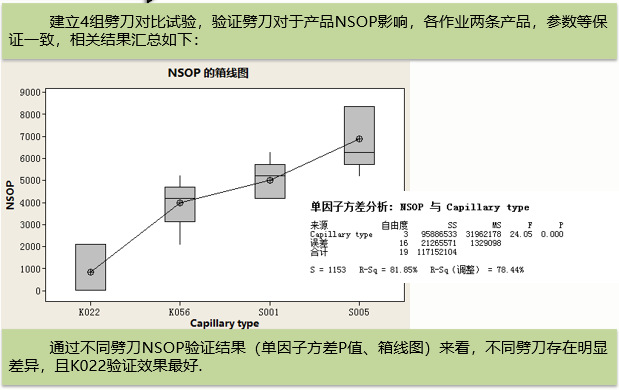 建立4组劈刀对比试验，验证劈刀对于产品NSOP影响，各作业两条产品，参数等保
证一致，相关结果汇总如下：
NSOP 的箱线图
9000
8000
7000
6000
5000
4000
3000
2000
1000
0
NSOP
K022 K056 S001 S005
Capillary type
单因子方差分析: NSOP 与 Capillary type
来源 自由度 SS MS F P
Capillary type 3 95886533 31962178 24.05 0.000
误差 16 21265571 1329098
合计 19 117152104
S = 1153 R-Sq = 81.85% R-Sq（调整） = 78.44%
通过不同劈刀NSOP验证结果（单因子方差P值、箱线图）来看，不同劈刀存在明显
差异，且K022验证效果最好.